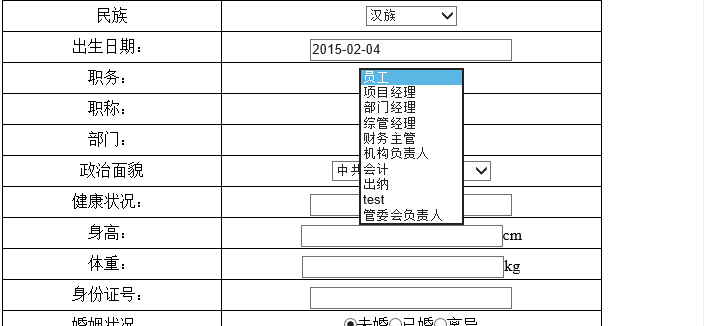 民族 汉族
出生日期： 2015-02-04
职务：
员工
职称：
项目经理
部门经理
部门：
综管经理
财务主管
机构负责人
政治面貌 中共
会计
健康状况：
出纳
test
管委会负责人
身高： cm
体重： kg
身份证号：
婚姻状况 未婚 已婚 离异